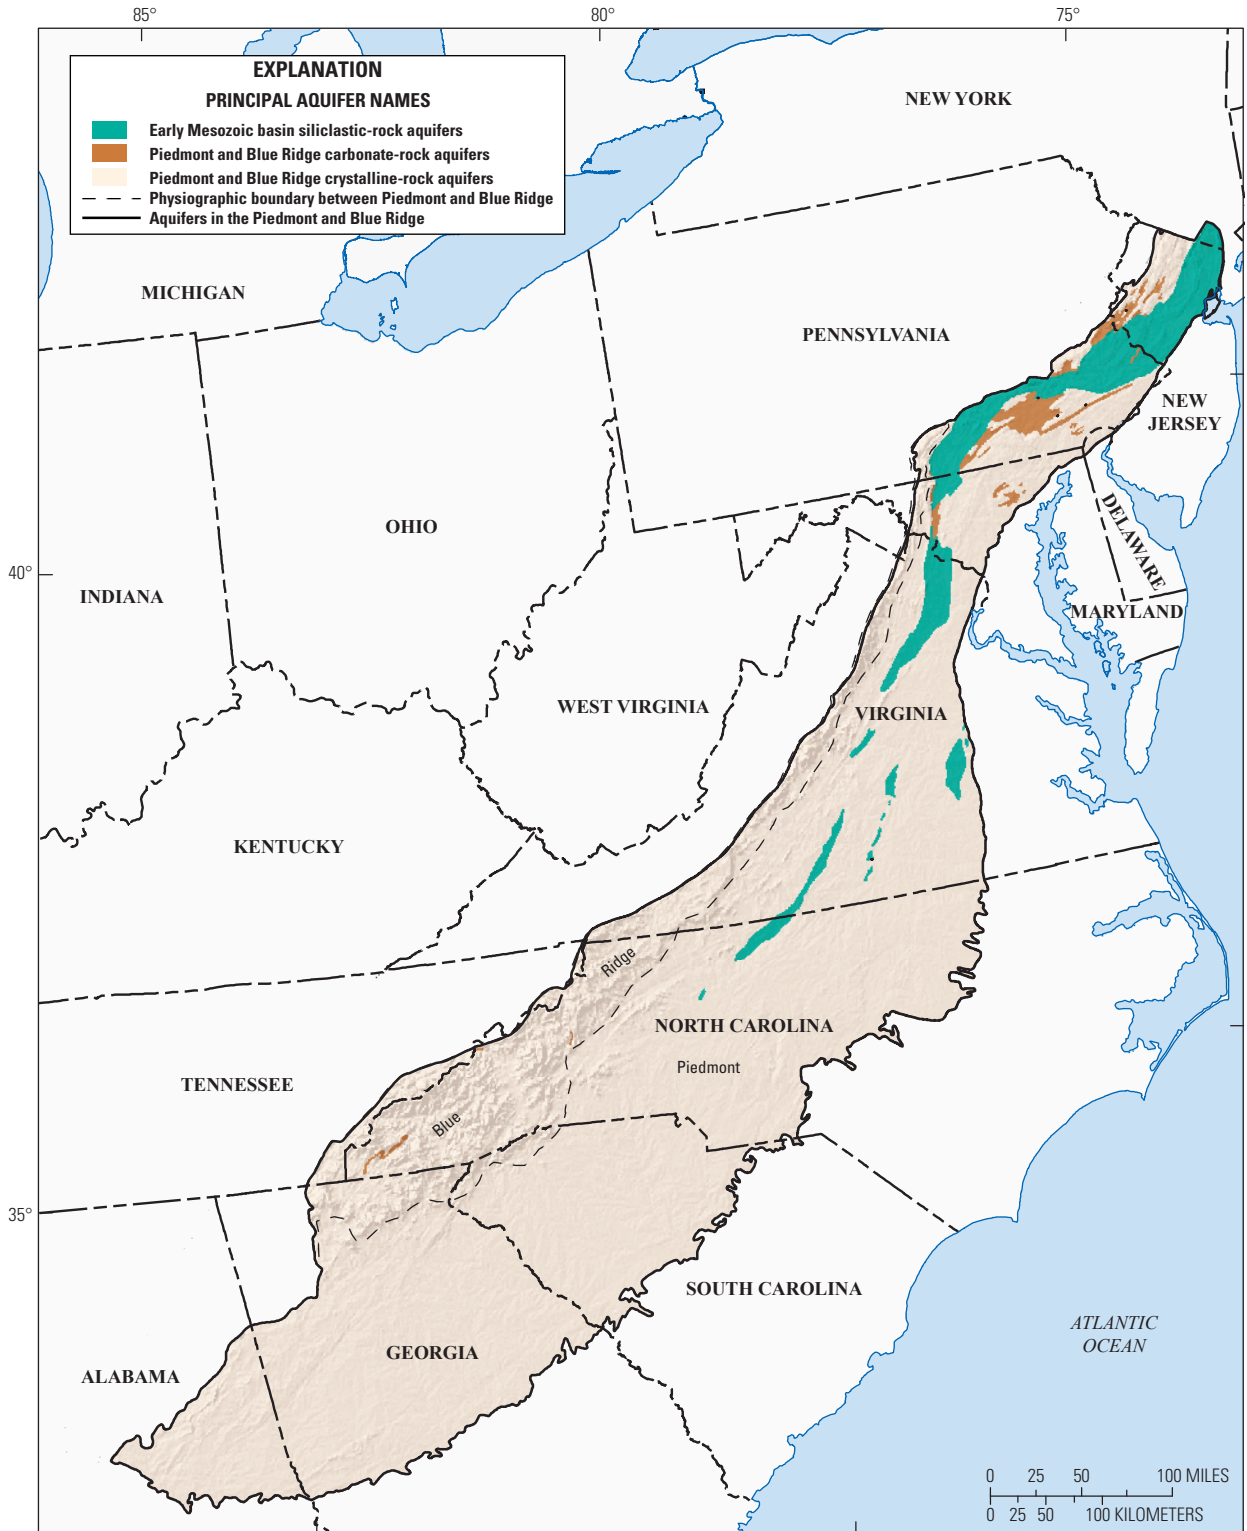 85°
80°
75°
EXPLANATION
PRINCIPAL AQUIFER NAMES
Early Mesozoic basin siliclastic-rock aquifers
Piedmont and Blue Ridge carbonate-rock aquifers
Piedmont and Blue Ridge crystalline-rock aquifers
Physiographic boundary between Piedmont and Blue Ridge
Aquifers in the Piedmont and Blue Ridge
NEW YORK
MICHIGAN
PENNSYLVANIA
NEW
JERSEY
OHIO
DELAWARE
40°
INDIANA
MARYLAND
WEST VIRGINIA
VIRGINIA
KENTUCKY
Ridge
NORTH CAROLINA
Piedmont
TENNESSEE
Blue
35°
SOUTH CAROLINA
ATLANTIC
OCEAN
GEORGIA
ALABAMA
0 25 50 100 MILES
0 25 50 100 KILOMETERS